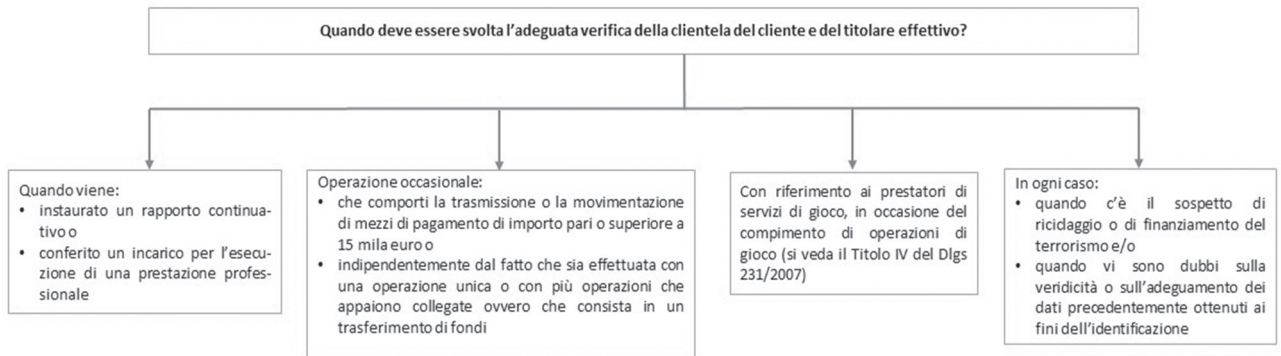 Quando deve essere svolta l'adeguata verifica della clientela del cliente e del titolare effettivo?
Quando viene:
• instaurato un rapporto continua-
tivo o
• conferito un incarico per l'esecu-
zione di una prestazione profes-
sionale
Operazione occasionale:
• che comporti la trasmissione o la movimentazione
di mezzi di pagamento di importo pari o superiore a
15 mila euro o
• indipendentemente dal fatto che sia effettuata con
una operazione unica o con più operazioni che
appaiono collegate ovvero che consista in un
trasferimento di fondi
Con riferimento ai prestatori di
servizi di gioco, in occasione del
compimento di operazioni di
gioco (si veda il Titolo IV del Dlgs
231/2007)
In ogni caso:
• quando c'è il sospetto di
riciclaggio o di finanziamento del
terrorismo e/o
• quando vi sono dubbi sulla
veridicità o sull'adeguamento dei
dati precedentemente ottenuti ai
fini dell'identificazione